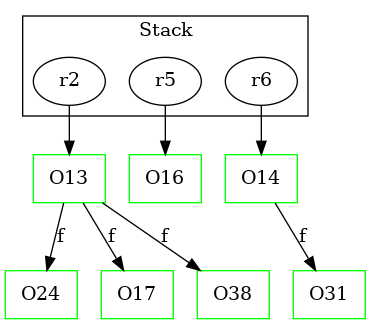 Stack
r2 r5 r6
O13 O16 O14
f f f f
O24 O17 O38 O31